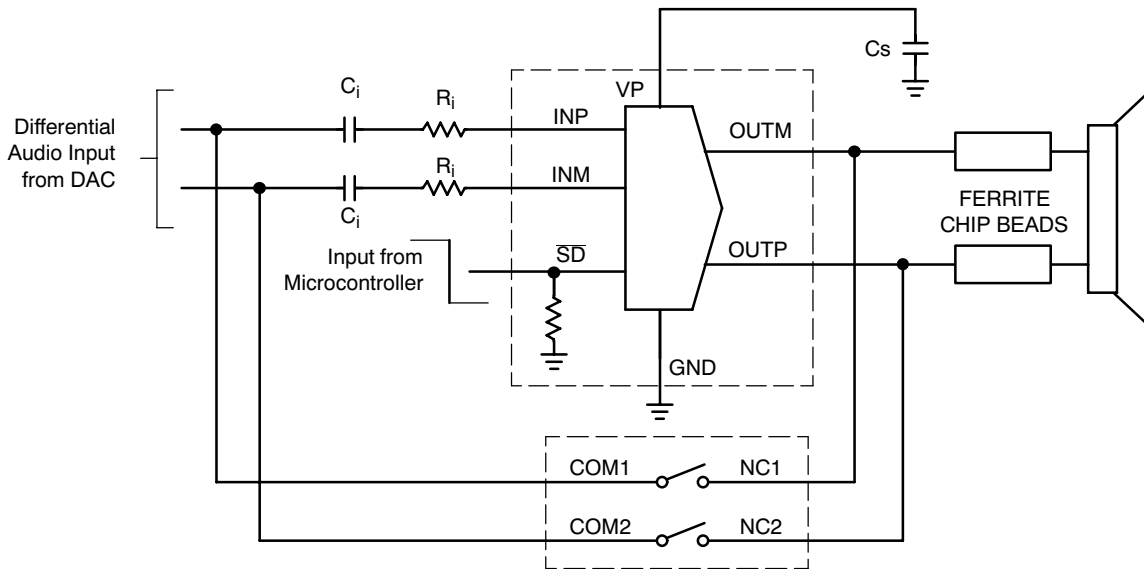 Cs
VP
Ci
Ri
INP
OUTM
Differential
Audio Input
from DAC
Ri
INM
Ci
FERRITE
CHIP BEADS
Input from
Microcontroller
SD
OUTP
GND
COM1
NC1
COM2
NC2